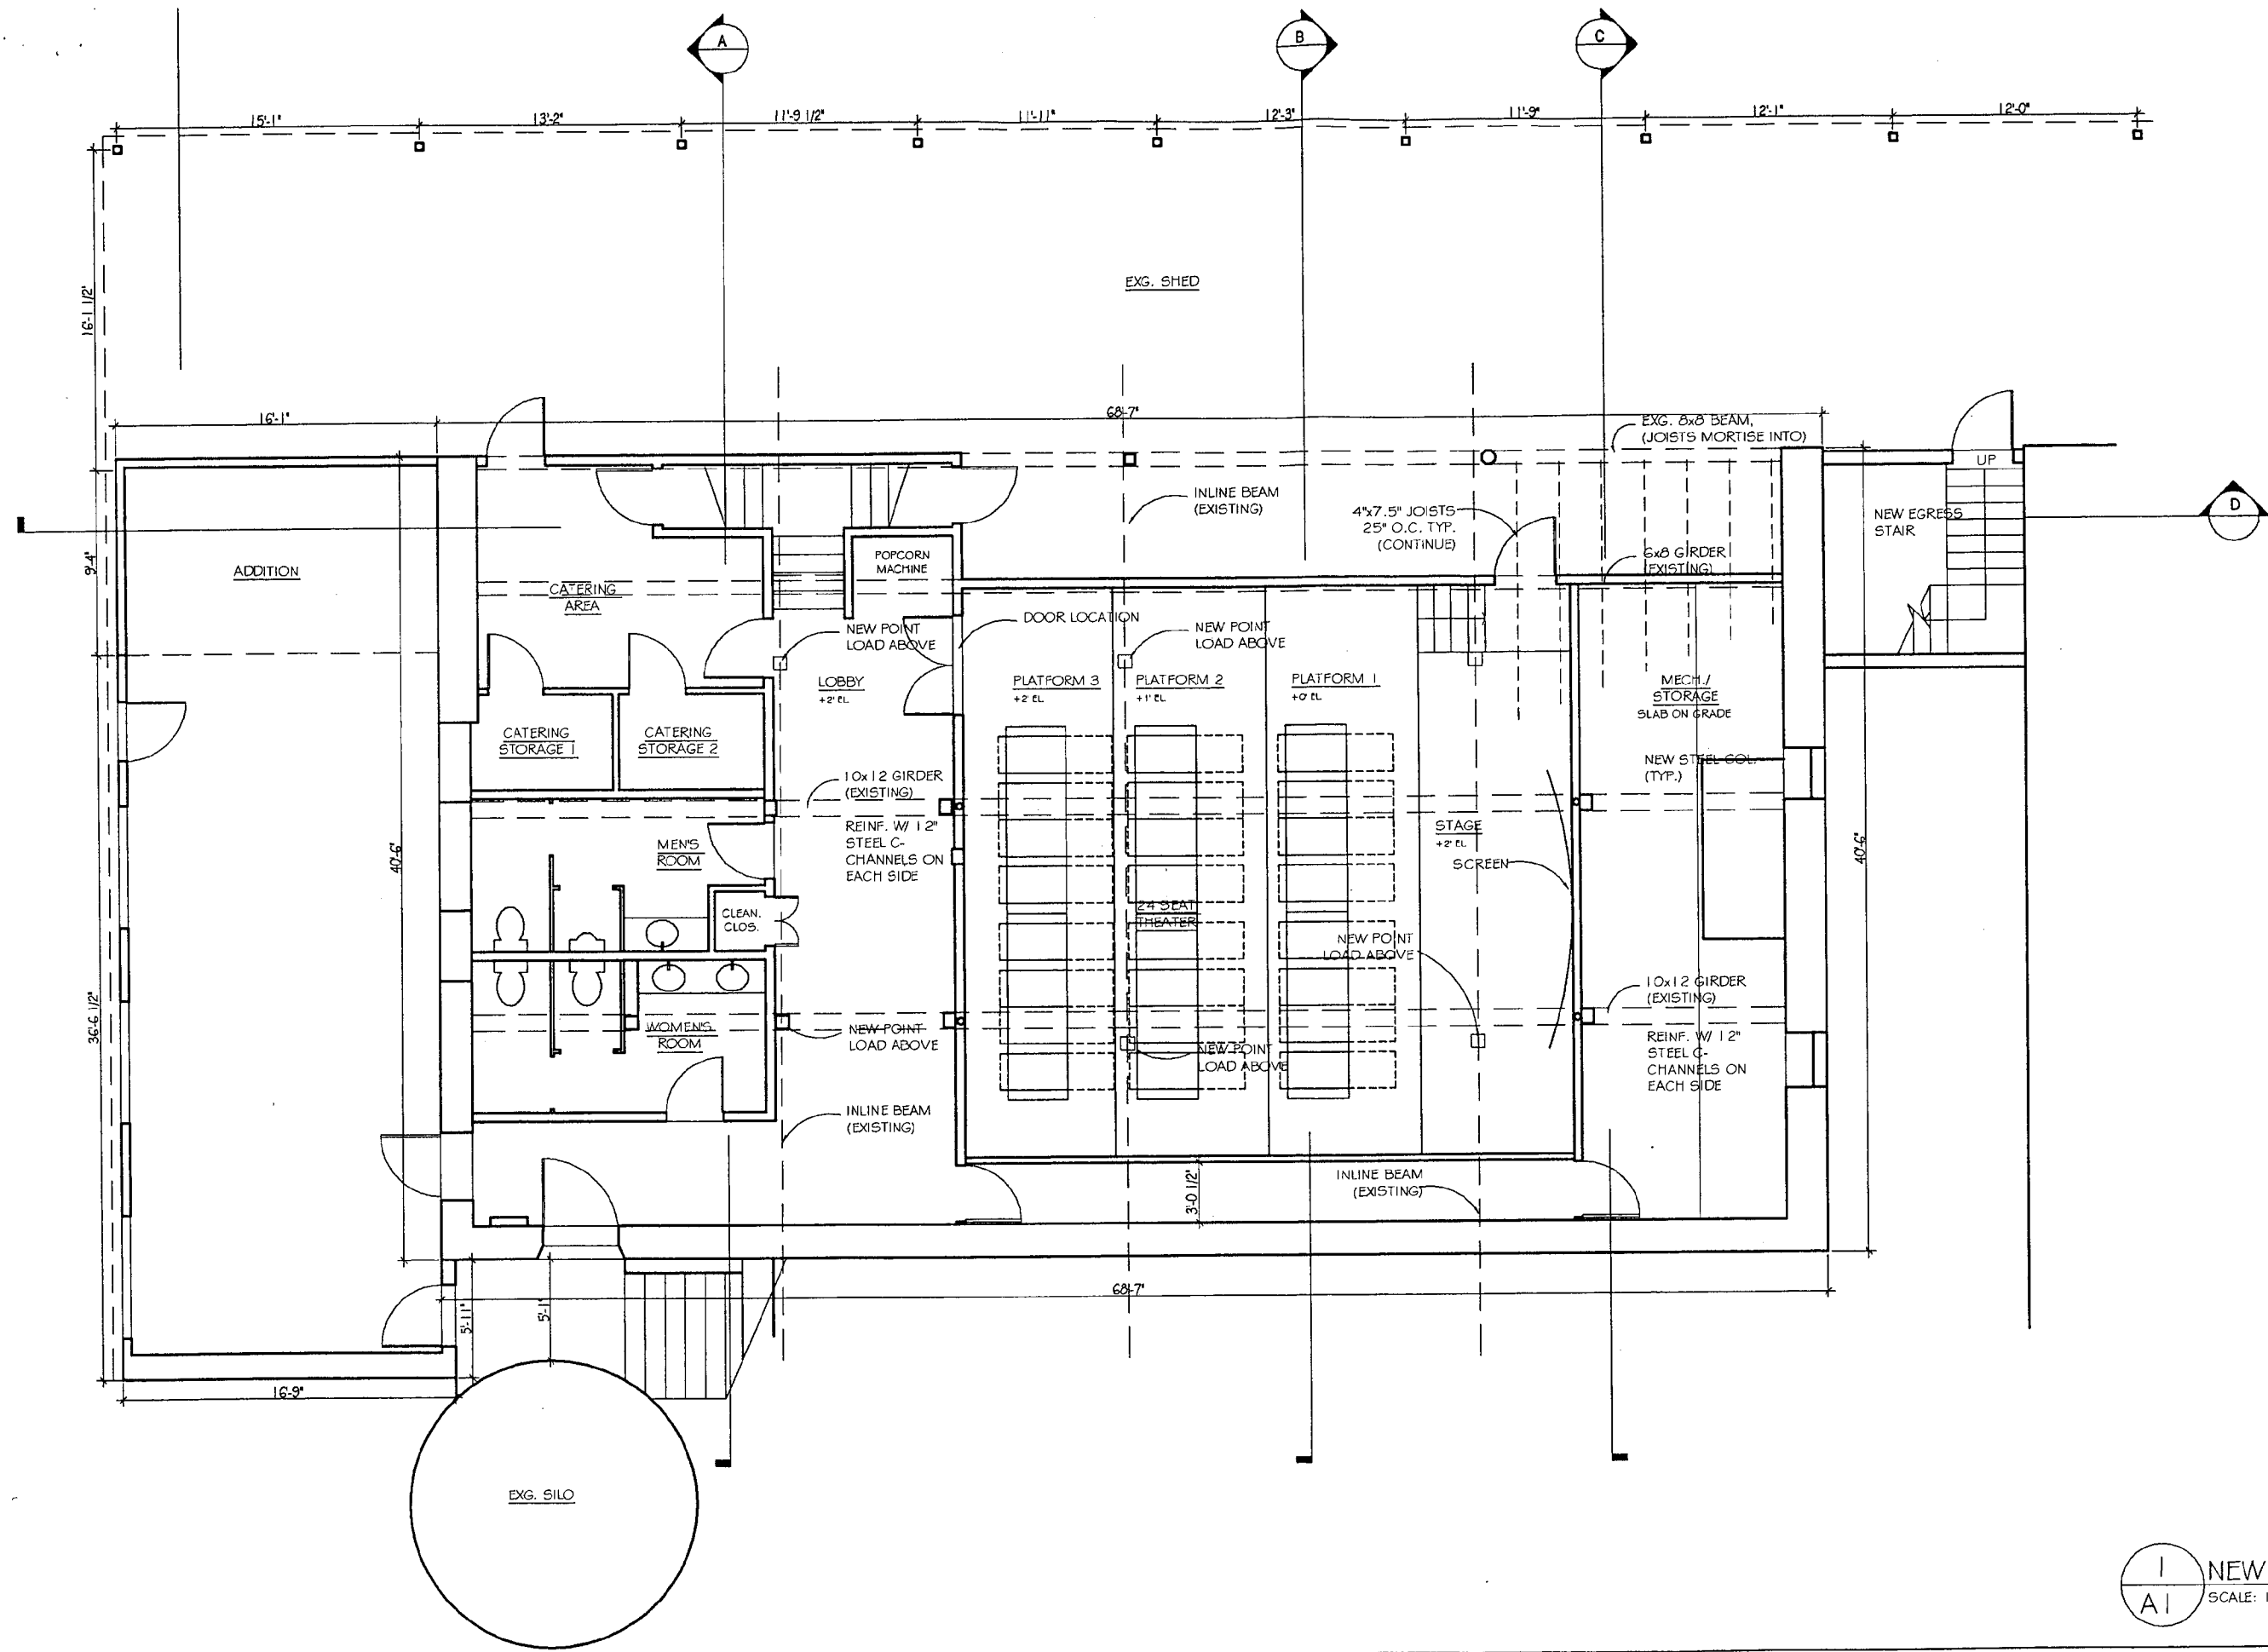 A
B
C
15'-1"
13'-2"
11'-9 1/2"
11'-11"
12'-3"
11'-9"
12'-1"
12'-0"
16'-1 1/2"
EXG. SHED
16'-1"
68'-7"
EXG. 8x8 BEAM,
(JOISTS MORTISE INTO)
UP
INLINE BEAM
(EXISTING)
4"x7.5" JOISTS
25" O.C. TYP.
(CONTINUE)
NEW EGRESS
STAIR
D
9'-4"
ADDITION
POPCORN
MACHINE
6x8 GIRDER
(EXISTING)
CATERING
AREA
DOOR LOCATION
NEW POINT
LOAD ABOVE
NEW POINT
LOAD ABOVE
LOBBY
+2' EL.
PLATFORM 3
+2' EL.
PLATFORM 2
+1' EL.
PLATFORM 1
+0' EL.
MECH./
STORAGE
SLAB ON GRADE
CATERING
STORAGE 1
CATERING
STORAGE 2
NEW STEEL COL.
(TYP.)
10x12 GIRDER
(EXISTING)
REINF. W/ 12"
STEEL C-
CHANNELS ON
EACH SIDE
STAGE
+2' EL.
SCREEN
40'-6"
40'-6"
MEN'S
ROOM
CLEAN.
CLOS.
24 SEAT
THEATER
NEW POINT
LOAD ABOVE
36'-6 1/2"
10x12 GIRDER
(EXISTING)
WOMEN'S
ROOM
NEW POINT
LOAD ABOVE
NEW POINT
LOAD ABOVE
REINF. W/ 12"
STEEL C-
CHANNELS ON
EACH SIDE
INLINE BEAM
(EXISTING)
3'-0 1/2"
INLINE BEAM
(EXISTING)
68'-7"
5'-11"
5'-1"
16'-9"
EXG. SILO
1
A1
NEW
SCALE: